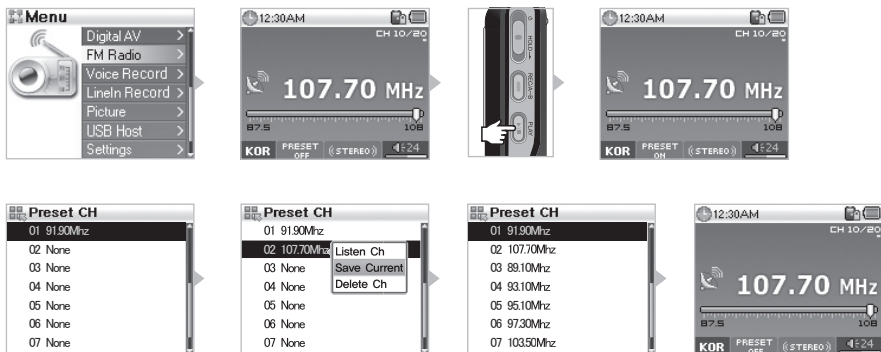 Menu
Digital AV >
FM Radio >
Voice Record >
LineIn Record >
Picture >
USB Host >
Settings >
12:30AM
CH 10/20
107.70 MHz
87.5 108
KOR PRESET OFF ((STEREO)) 24
HOLD
REC/A-B
PLAY
12:30AM
CH 10/20
107.70 MHz
87.5 108
KOR PRESET ON ((STEREO)) 24
Preset CH
01 91.90Mhz
02 None
03 None
04 None
05 None
06 None
07 None
Preset CH
01 91.90Mhz
02 107.70Mhz
03 None
04 None
05 None
06 None
07 None
Listen Ch
Save Current
Delete Ch
Preset CH
01 91.90Mhz
02 107.70Mhz
03 89.10Mhz
04 93.10Mhz
05 95.10Mhz
06 97.30Mhz
07 103.50Mhz
12:30AM
CH 10/20
107.70 MHz
87.5 108
KOR PRESET OFF ((STEREO)) 24